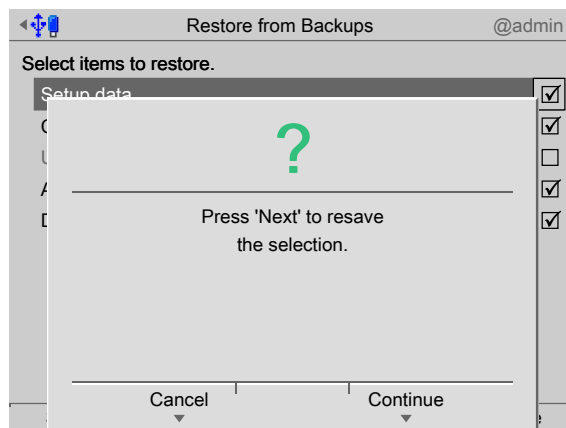 Restore from Backups
@admin
Select items to restore.
Setup data
?
Press 'Next' to resave
the selection.
Cancel
Continue